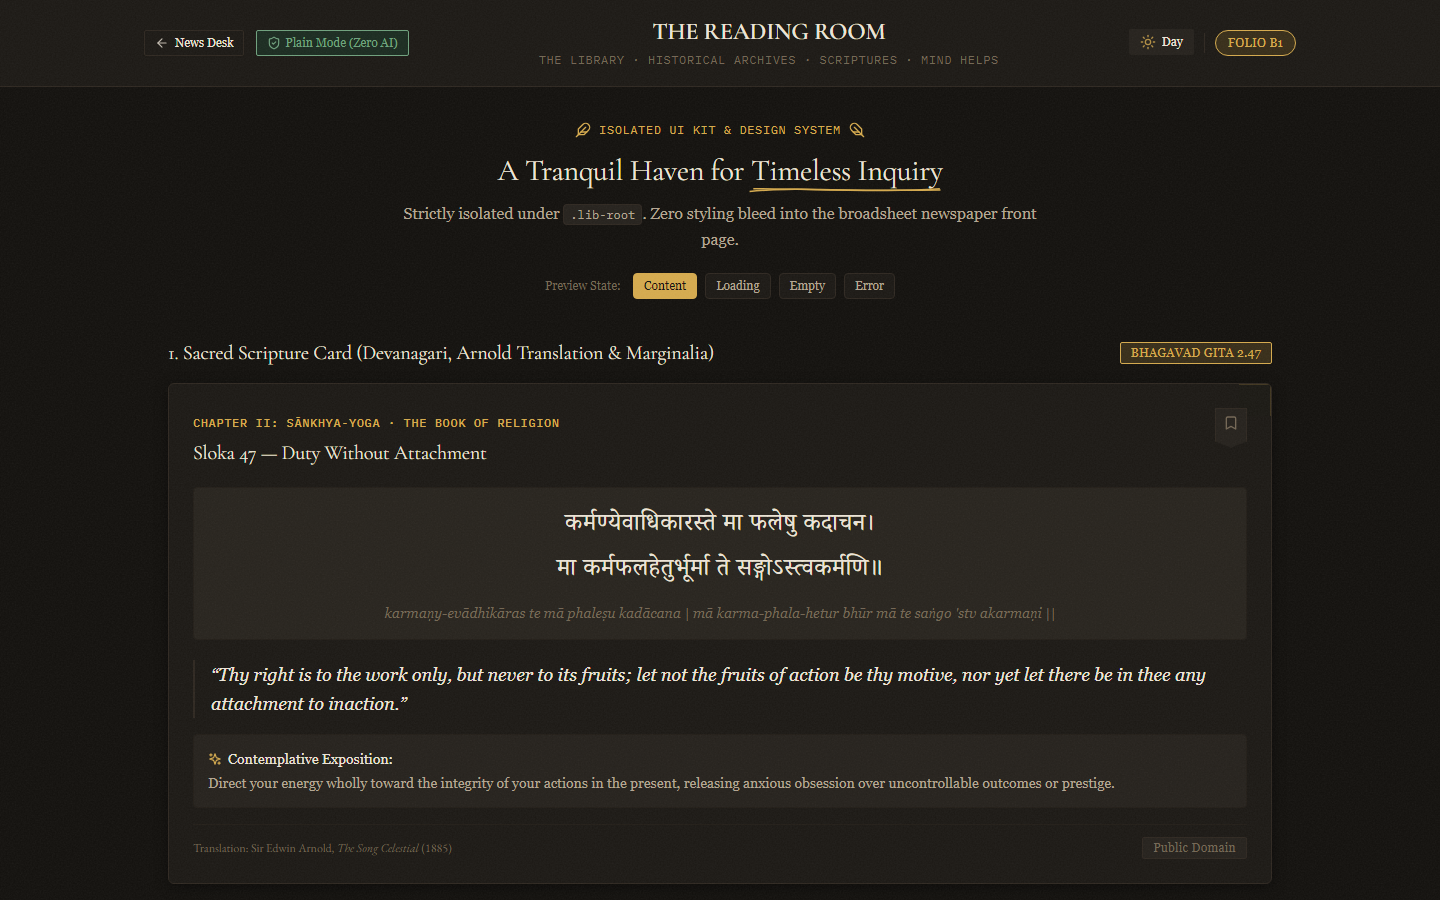 News Desk
Plain Mode (Zero AI)
THE READING ROOM
THE LIBRARY · HISTORICAL ARCHIVES · SCRIPTURES · MIND HELPS
Day
FOLIO B1
ISOLATED UI KIT & DESIGN SYSTEM
A Tranquil Haven for Timeless Inquiry
Strictly isolated under .lib-root. Zero styling bleed into the broadsheet newspaper front
page.
Preview State:
Content
Loading
Empty
Error
1. Sacred Scripture Card (Devanagari, Arnold Translation & Marginalia)
BHAGAVAD GITA 2.47
CHAPTER II: SĀNKHYA-YOGA · THE BOOK OF RELIGION
Sloka 47 — Duty Without Attachment
कर्मण्येवाधिकारस्ते मा फलेषु कदाचन।
मा कर्मफलहेतुर्भूर्मा ते सङ्गोऽस्त्वकर्मणि॥
karmaṇy-evādhikāras te mā phaleṣu kadācana | mā karma-phala-hetur bhūr mā te saṅgo 'stv akarmaṇi ||
“Thy right is to the work only, but never to its fruits; let not the fruits of action be thy motive, nor yet let there be in thee any
attachment to inaction.”
Contemplative Exposition:
Direct your energy wholly toward the integrity of your actions in the present, releasing anxious obsession over uncontrollable outcomes or prestige.
Translation: Sir Edwin Arnold, The Song Celestial (1885)
Public Domain